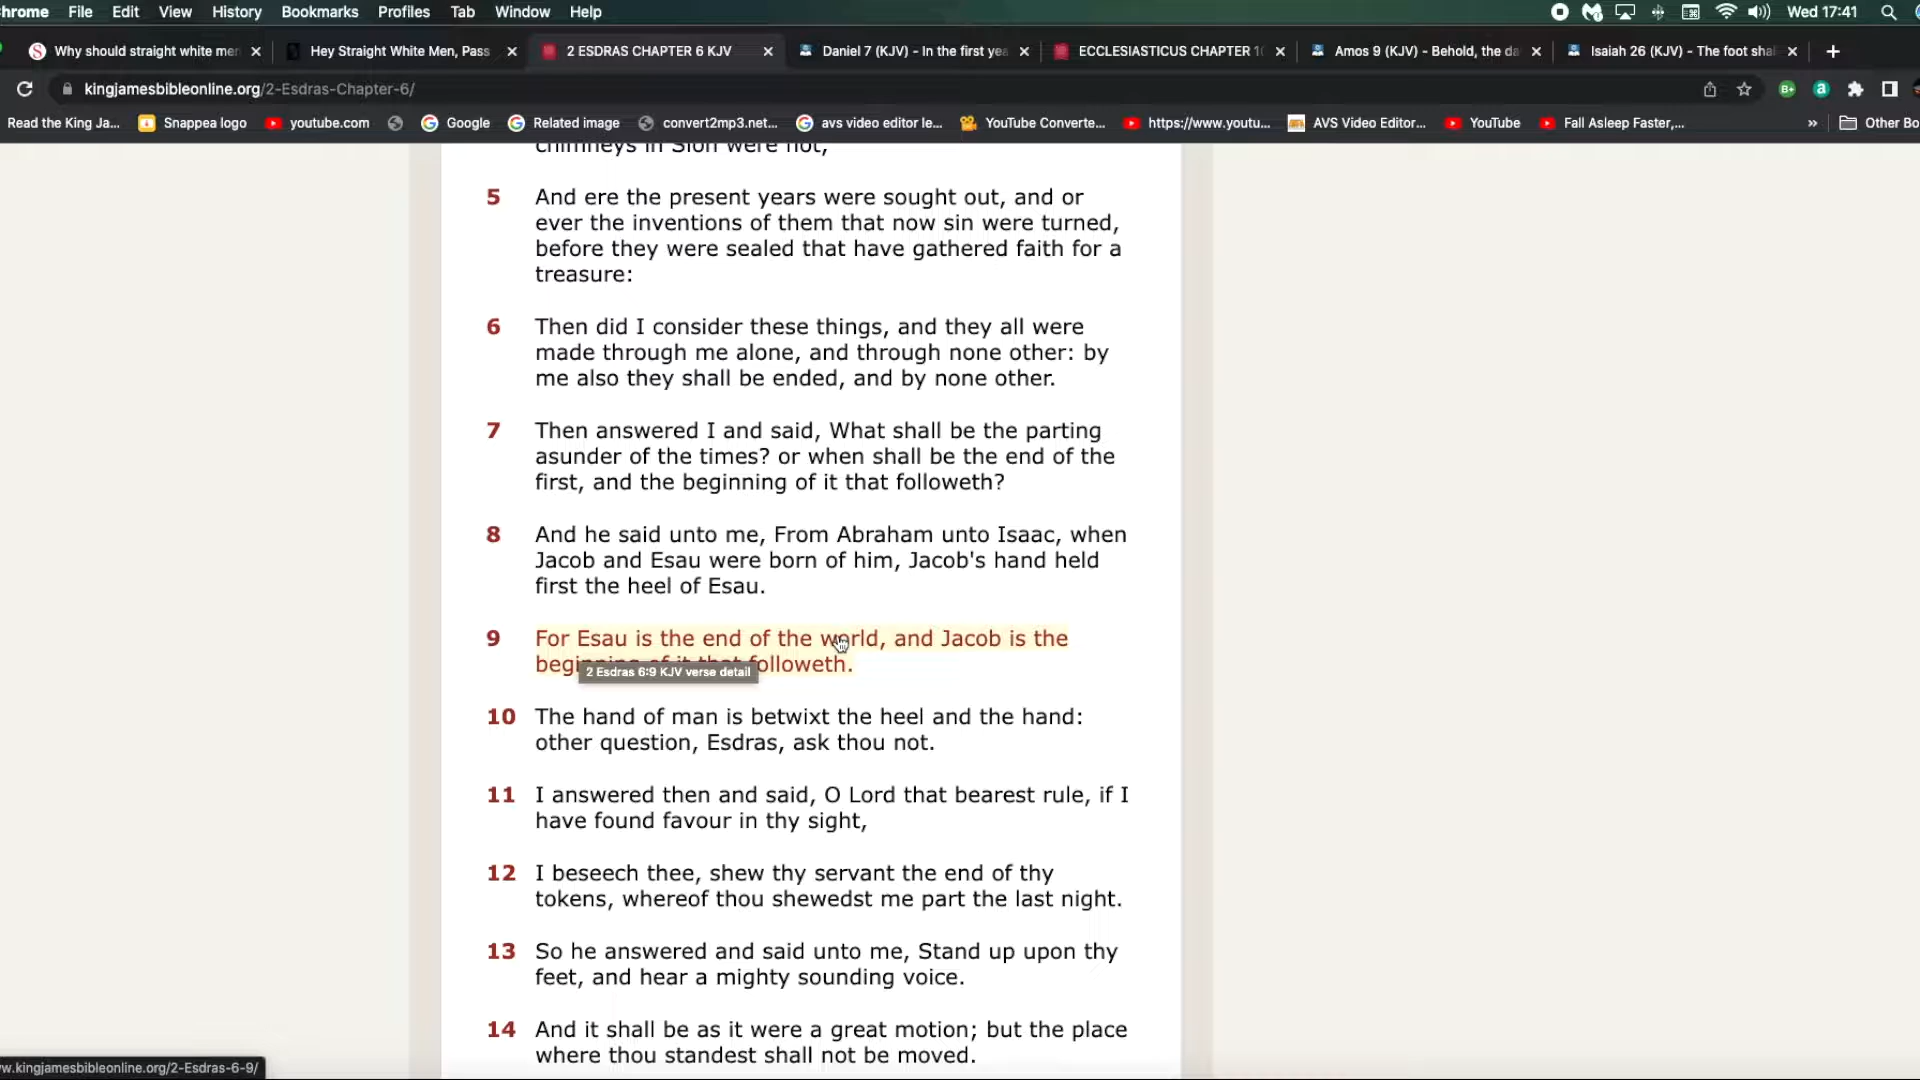 hrome File Edit View History Bookmarks Profiles Tab Window Help Wed 17:41
Why should straight white me Hey Straight White Men, Pass 2 ESDRAS CHAPTER 6 KJV Daniel 7 (KJV) - In the first ye ECCLESIASTICUS CHAPTER 1 Amos 9 (KJV) - Behold, the da Isaiah 26 (KJV) - The foot sha
kingjamesbibleonline.org/2-Esdras-Chapter-6/
Read the King Ja... Snappea logo youtube.com Google Related image convert2mp3.net... avs video editor le... YouTube Converte... https://www.youtu... AVS Video Editor... YouTube Fall Asleep Faster,... » Other Bo
chimneys in Sion were not,
5 And ere the present years were sought out, and or
ever the inventions of them that now sin were turned,
before they were sealed that have gathered faith for a
treasure:
6 Then did I consider these things, and they all were
made through me alone, and through none other: by
me also they shall be ended, and by none other.
7 Then answered I and said, What shall be the parting
asunder of the times? or when shall be the end of the
first, and the beginning of it that followeth?
8 And he said unto me, From Abraham unto Isaac, when
Jacob and Esau were born of him, Jacob's hand held
first the heel of Esau.
9 For Esau is the end of the world, and Jacob is the
beginning of it that followeth.
2 Esdras 6:9 KJV verse detail
10 The hand of man is betwixt the heel and the hand:
other question, Esdras, ask thou not.
11 I answered then and said, O Lord that bearest rule, if I
have found favour in thy sight,
12 I beseech thee, shew thy servant the end of thy
tokens, whereof thou shewedst me part the last night.
13 So he answered and said unto me, Stand up upon thy
feet, and hear a mighty sounding voice.
14 And it shall be as it were a great motion; but the place
where thou standest shall not be moved.
w.kingjamesbibleonline.org/2-Esdras-6-9/